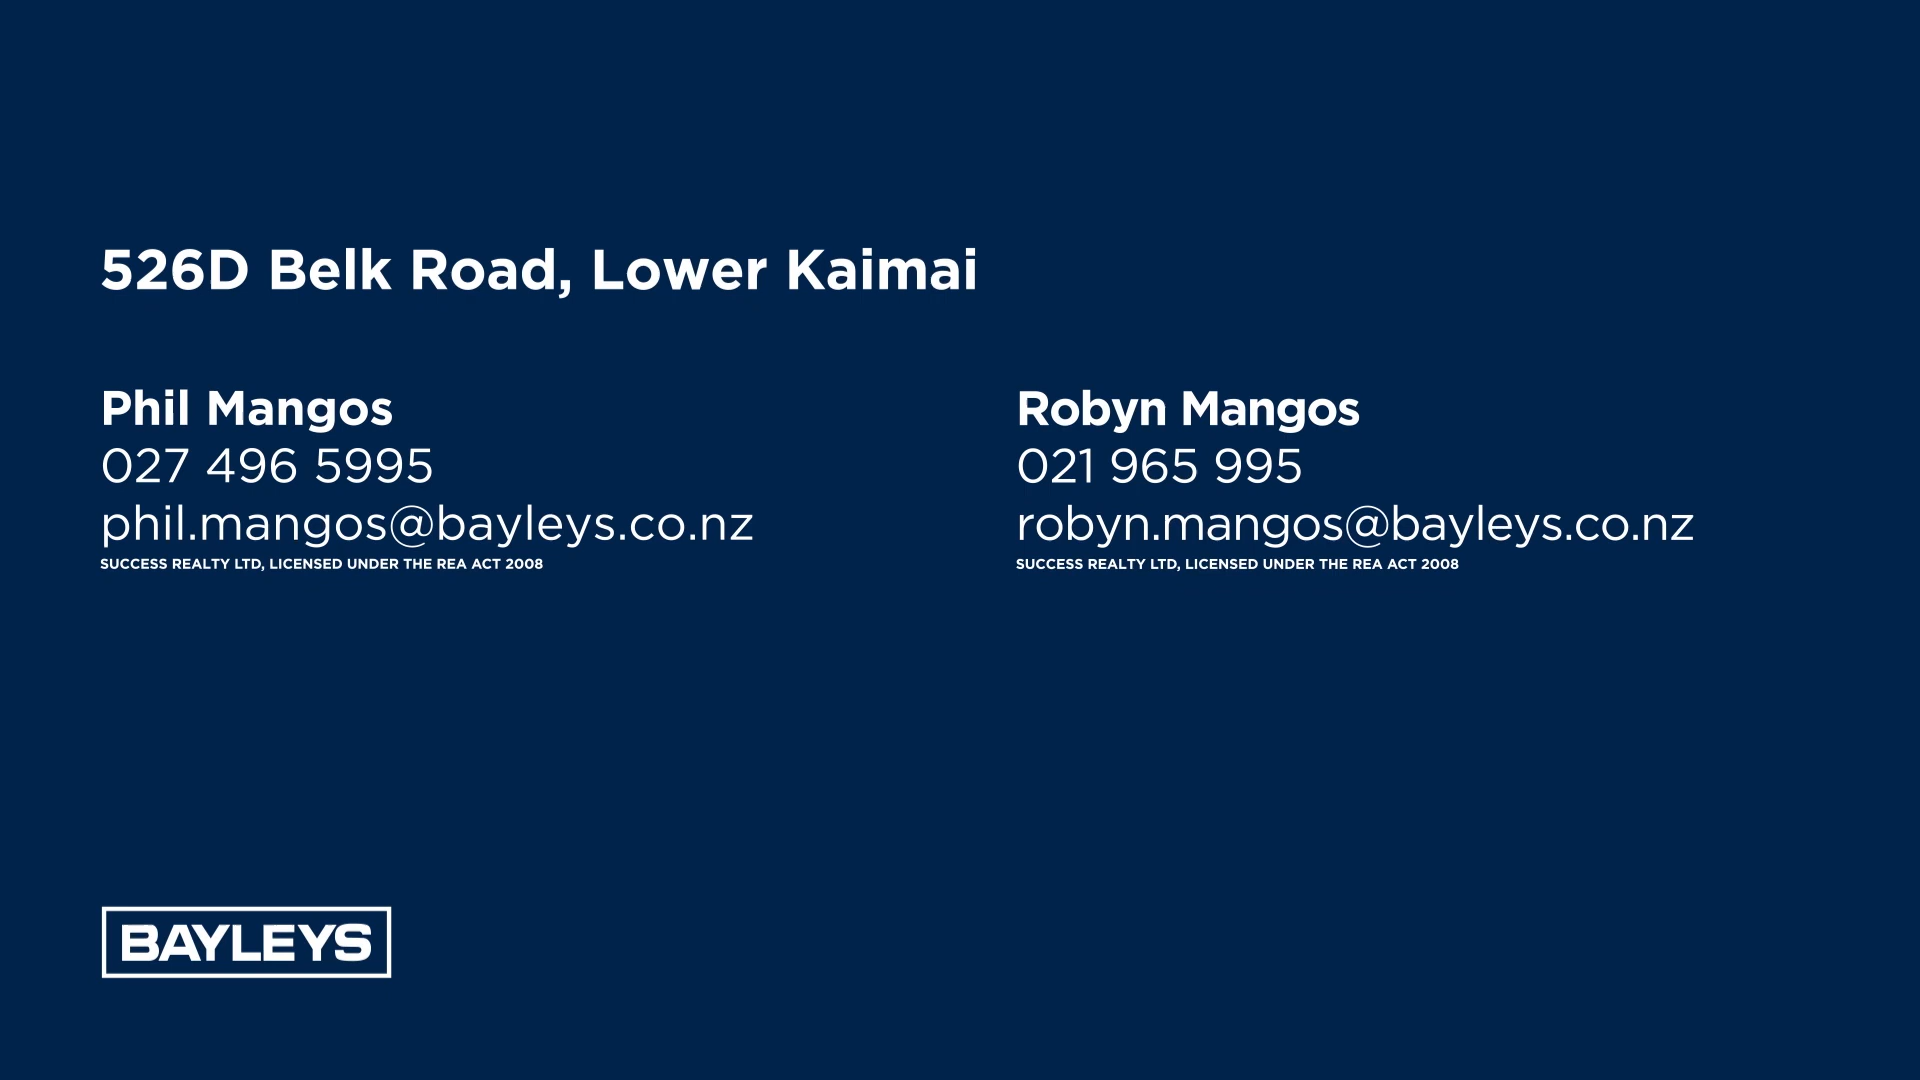 526D Belk Road, Lower Kaimai
Phil Mangos
027 496 5995
phil.mangos@bayleys.co.nz
SUCCESS REALTY LTD, LICENSED UNDER THE REA ACT 2008
Robyn Mangos
021 965 995
robyn.mangos@bayleys.co.nz
SUCCESS REALTY LTD, LICENSED UNDER THE REA ACT 2008
BAYLEYS